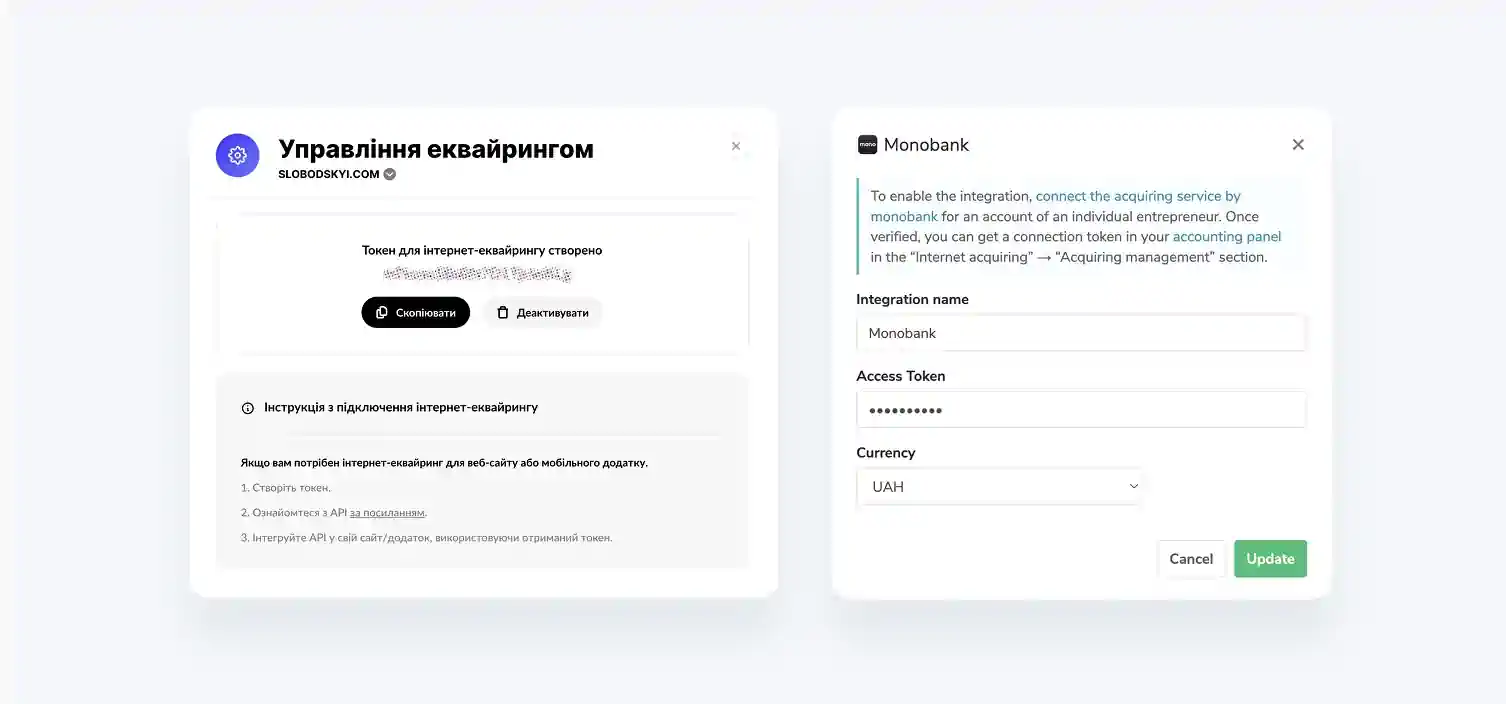 Управління еквайрингом
SLOBODSKYI.COM
Токен для інтернет-еквайрингу створено
Скопіювати
Деактивувати
Інструкція з підключення інтернет-еквайрингу
Якщо вам потрібен інтернет-еквайринг для веб-сайту або мобільного додатку.
1. Створіть токен.
2. Ознайомтеся з API за посиланням.
3. Інтегруйте API у свій сайт/додаток, використовуючи отриманий токен.
mono
Monobank
To enable the integration, connect the acquiring service by
monobank for an account of an individual entrepreneur. Once
verified, you can get a connection token in your accounting panel
in the “Internet acquiring” → “Acquiring management” section.
Integration name
Monobank
Access Token
••••••••••
Currency
UAH
Cancel
Update